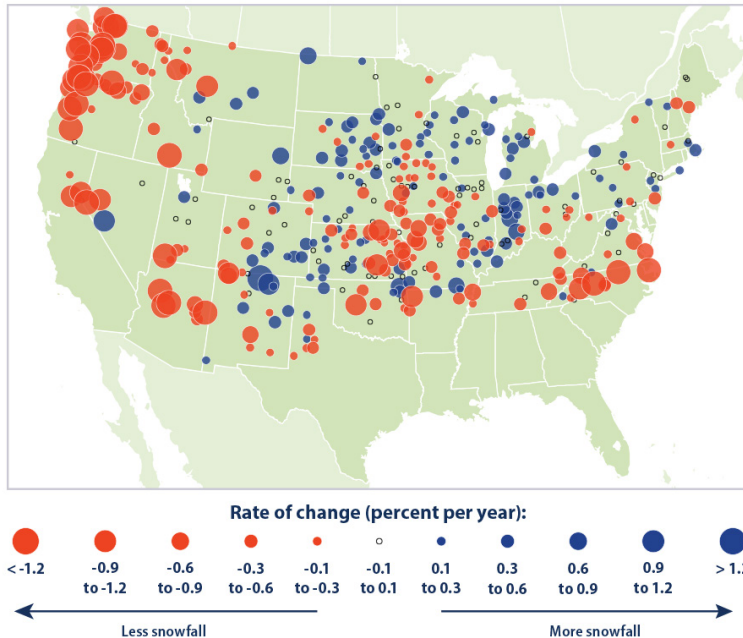 Rate of change (percent per year):
< -1.2 -0.9 -0.6 -0.3 -0.1 -0.1 0.1 0.3 0.6 0.9
to -1.2 to -0.9 to -0.6 to -0.3 to 0.1 to 0.3 to 0.6 to 0.9 to 1.2
Less snowfall More snowfall